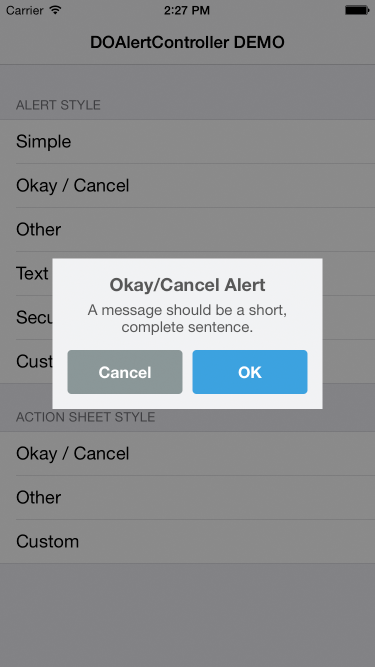 Carrier 2:27 PM
DOAlertController DEMO
ALERT STYLE
Simple
Okay / Cancel
Other
Text
Secu
Cust
Okay/Cancel Alert
A message should be a short,
complete sentence.
Cancel OK
ACTION SHEET STYLE
Okay / Cancel
Other
Custom